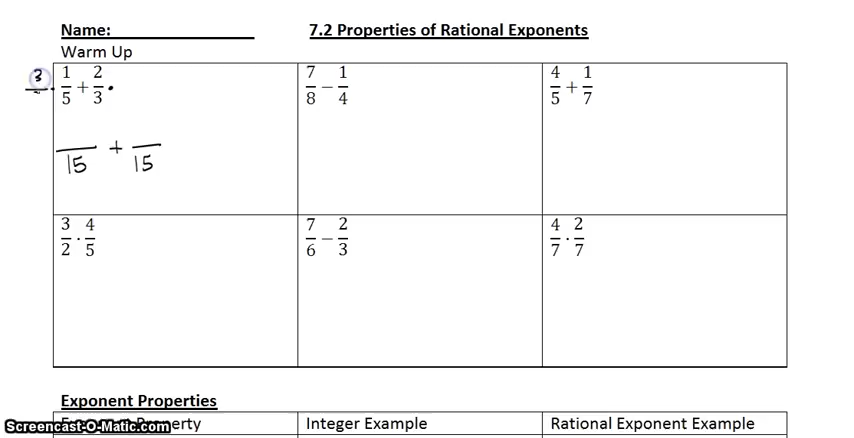 Name: 7.2 Properties of Rational Exponents
Warm Up
3 · 1/5 + 2/3 · 7/8 − 1/4 4/5 + 1/7
/15 + /15
3/2 · 4/5 7/6 − 2/3 4/7 · 2/7
Exponent Properties
Property Integer Example Rational Exponent Example
Screencast-O-Matic.com